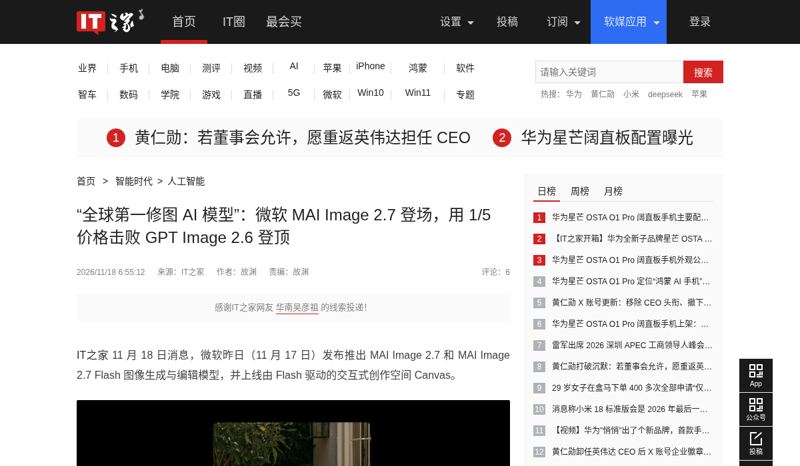 IT之家
首页 IT圈 最会买 设置 投稿 订阅 软媒应用 登录
业界 手机 电脑 测评 视频 AI 苹果 iPhone 鸿蒙 软件
智车 数码 学院 游戏 直播 5G 微软 Win10 Win11 专题
请输入关键词 搜索
热搜: 华为 黄仁勋 小米 deepseek 苹果
1 黄仁勋：若董事会允许，愿重返英伟达担任 CEO 2 华为星芒阔直板配置曝光
首页 > 智能时代 > 人工智能
“全球第一修图 AI 模型”：微软 MAI Image 2.7 登场，用 1/5
价格击败 GPT Image 2.6 登顶
2026/11/18 6:55:12 来源：IT之家 作者：故渊 责编：故渊 评论：6
感谢IT之家网友 华南吴彦祖 的线索投递！
IT之家 11 月 18 日消息，微软昨日（11 月 17 日）发布推出 MAI Image 2.7 和 MAI Image
2.7 Flash 图像生成与编辑模型，并上线由 Flash 驱动的交互式创作空间 Canvas。
日榜 周榜 月榜
1 华为星芒 OSTA O1 Pro 阔直板手机主要配...
2 【IT之家开箱】华为全新子品牌星芒 OSTA ...
3 华为星芒 OSTA O1 Pro 阔直板手机外观公...
4 华为星芒 OSTA O1 Pro 定位“鸿蒙 AI 手机”...
5 黄仁勋 X 账号更新：移除 CEO 头衔、撤下...
6 华为星芒 OSTA O1 Pro 阔直板手机上架：...
7 雷军出席 2026 深圳 APEC 工商领导人峰会...
8 黄仁勋打破沉默：若董事会允许，愿重返英...
9 29 岁女子在盒马下单 400 多次全部申请“仅...
10 消息称小米 18 标准版会是 2026 年最后一...
11 【视频】华为“悄悄”出了个新品牌，首款手...
12 黄仁勋卸任英伟达 CEO 后 X 账号企业徽章...
App
公众号
投稿